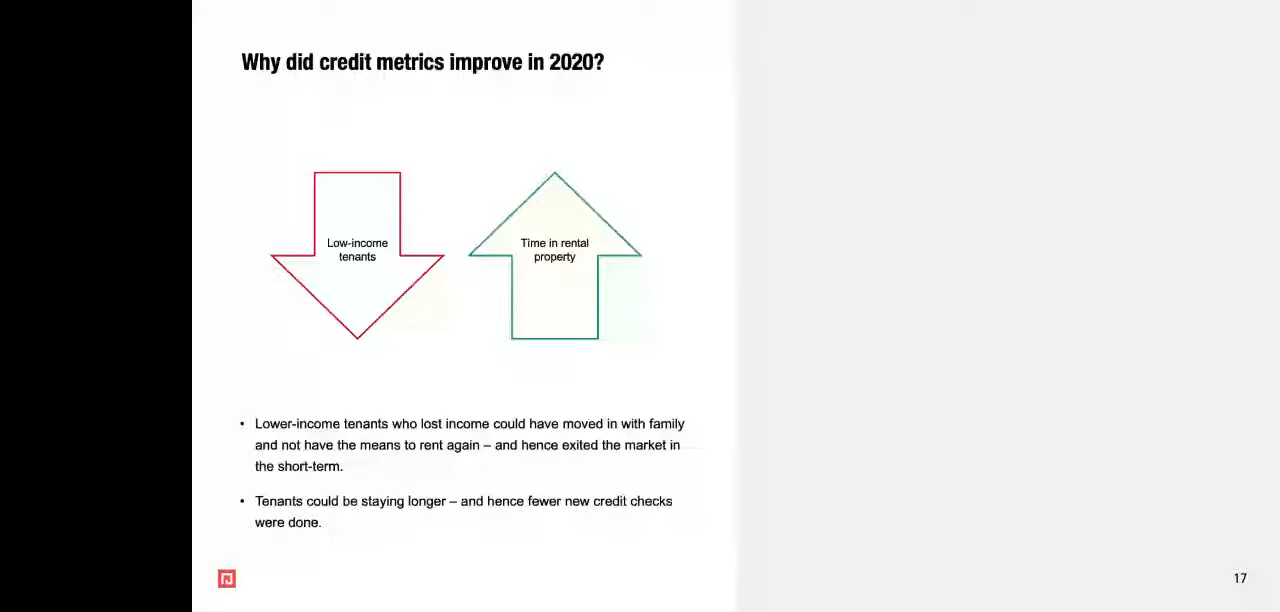 Why did credit metrics improve in 2020?
Low-income
tenants
Time in rental
property
• Lower-income tenants who lost income could have moved in with family
and not have the means to rent again – and hence exited the market in
the short-term.
• Tenants could be staying longer – and hence fewer new credit checks
were done.
17